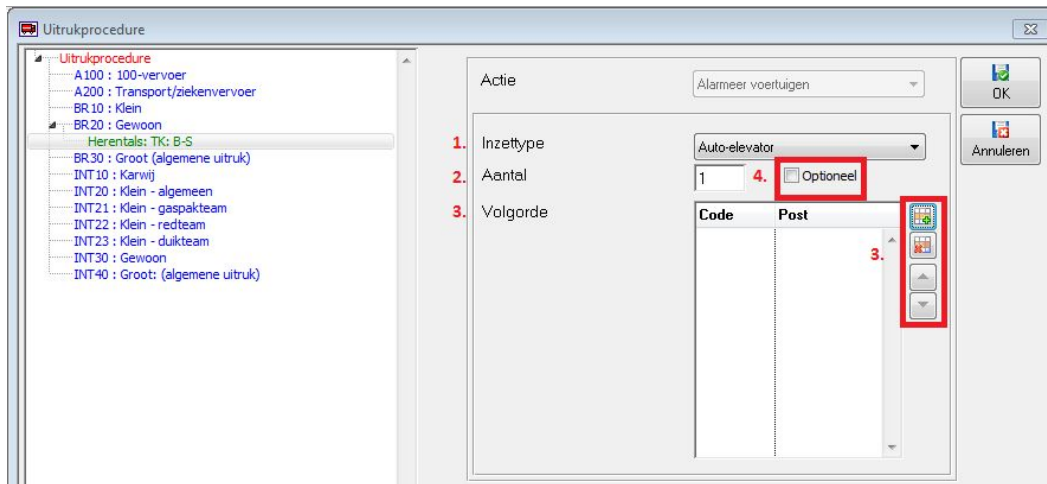 Uitrukprocedure
Uitrukprocedure
A100 : 100-vervoer
A200 : Transport/ziekenvervoer
BR10 : Klein
BR20 : Gewoon
Herentals: TK: B-S
BR30 : Groot (algemene uitruk)
INT10 : Karwij
INT20 : Klein - algemeen
INT21 : Klein - gaspakteam
INT22 : Klein - redteam
INT23 : Klein - duikteam
INT30 : Gewoon
INT40 : Groot: (algemene uitruk)
Actie Alarmeer voertuigen
1. Inzettype Auto-elevator
2. Aantal 1 4. Optioneel
3. Volgorde Code Post
3.
OK
Annuleren